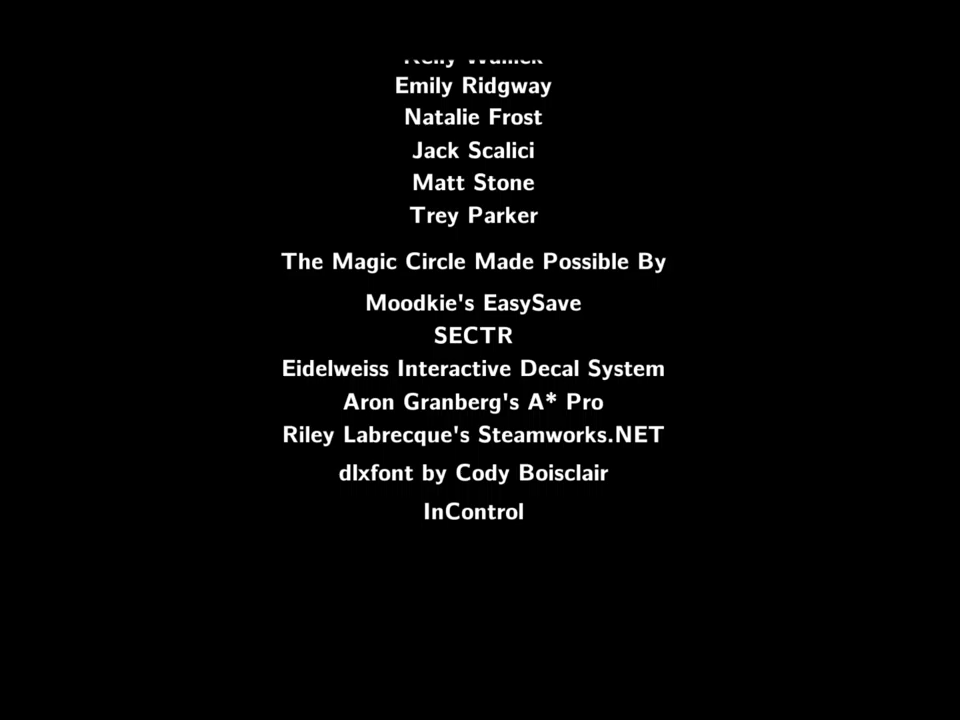 Emily Ridgway
Natalie Frost
Jack Scalici
Matt Stone
Trey Parker
The Magic Circle Made Possible By
Moodkie's EasySave
SECTR
Eidelweiss Interactive Decal System
Aron Granberg's A* Pro
Riley Labrecque's Steamworks.NET
dlxfont by Cody Boisclair
InControl